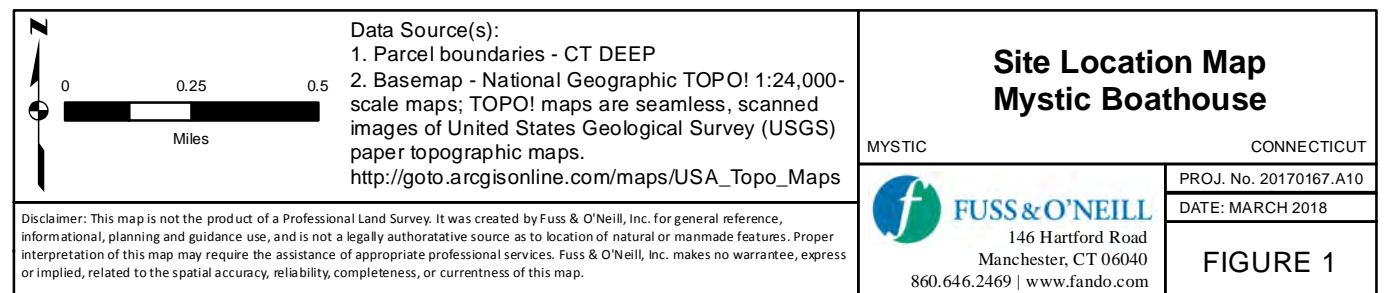 N
0 0.25 0.5
Miles
Data Source(s):
1. Parcel boundaries - CT DEEP
2. Basemap - National Geographic TOPO! 1:24,000-
scale maps; TOPO! maps are seamless, scanned
images of United States Geological Survey (USGS)
paper topographic maps.
http://goto.arcgisonline.com/maps/USA_Topo_Maps
Disclaimer: This map is not the product of a Professional Land Survey. It was created by Fuss & O'Neill, Inc. for general reference,
informational, planning and guidance use, and is not a legally authoratative source as to location of natural or manmade features. Proper
interpretation of this map may require the assistance of appropriate professional services. Fuss & O'Neill, Inc. makes no warrantee, express
or implied, related to the spatial accuracy, reliability, completeness, or currentness of this map.
Site Location Map
Mystic Boathouse
MYSTIC CONNECTICUT
f FUSS & O'NEILL
146 Hartford Road
Manchester, CT 06040
860.646.2469 | www.fando.com
PROJ. No. 20170167.A10
DATE: MARCH 2018
FIGURE 1